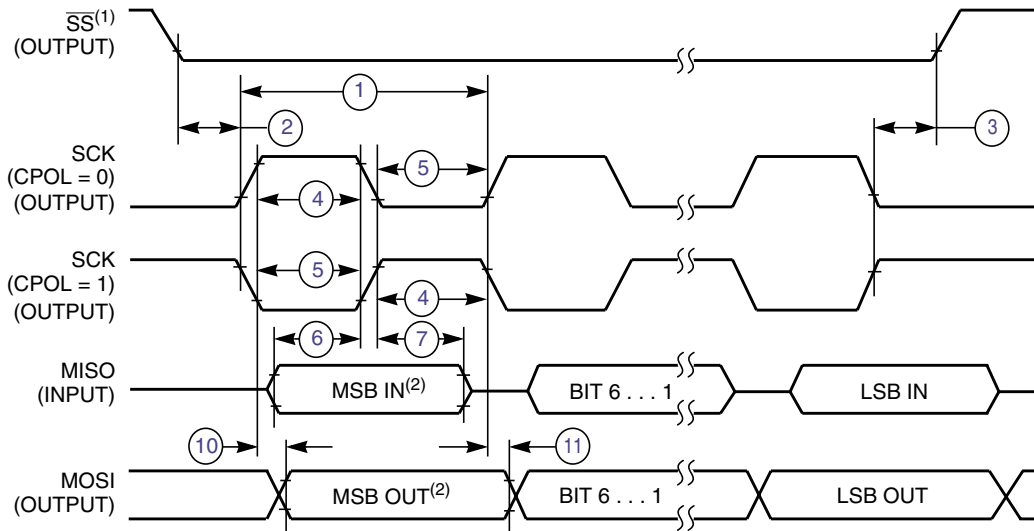 SS(1)
(OUTPUT)
1
2
3
SCK
(CPOL = 0)
(OUTPUT)
5
4
SCK
(CPOL = 1)
(OUTPUT)
5
4
6
7
MISO
(INPUT)
MSB IN(2)
BIT 6 . . . 1
LSB IN
10
11
MOSI
(OUTPUT)
MSB OUT(2)
BIT 6 . . . 1
LSB OUT